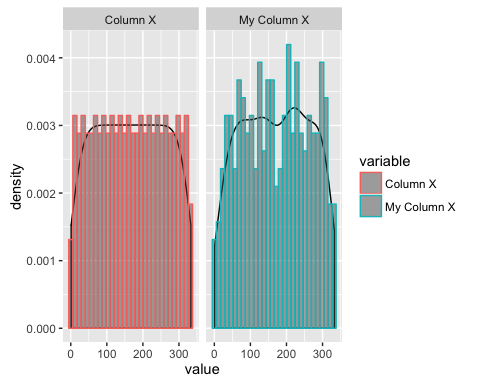 Column X
My Column X
0.004
0.003
0.002
0.001
0.000
density
0 100 200 300
0 100 200 300
value
variable
Column X
My Column X